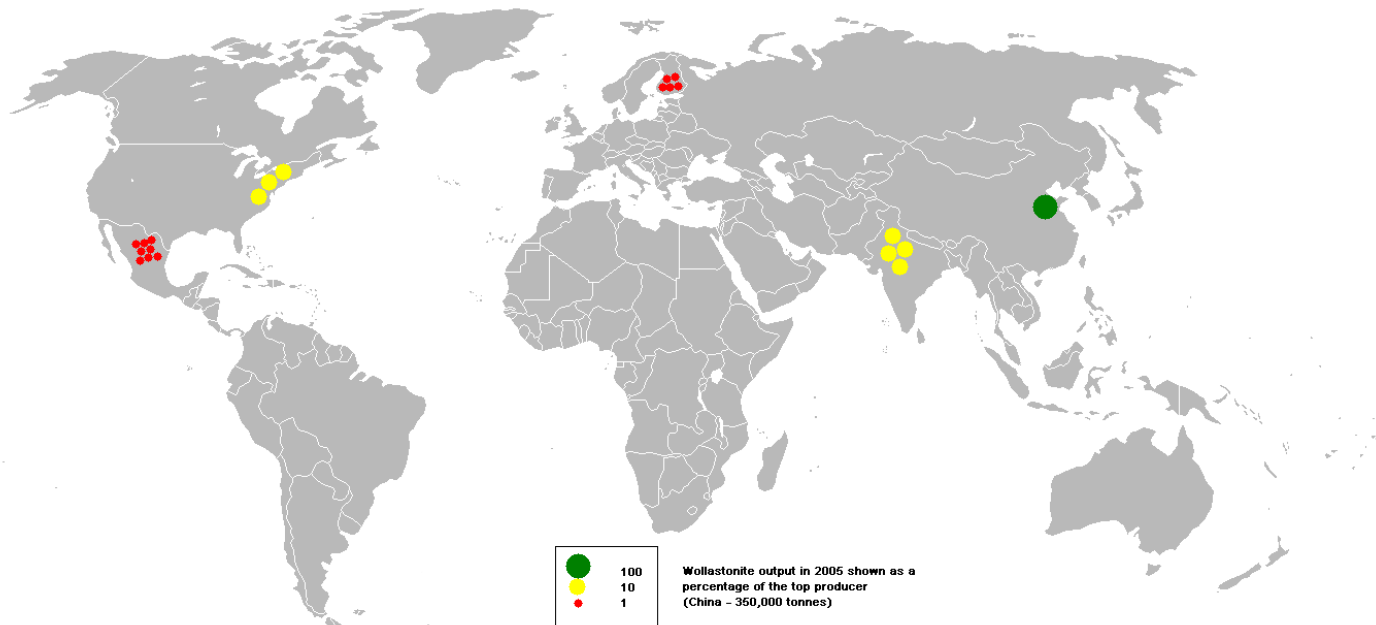 100
10
1
Wollastonite output in 2005 shown as a
percentage of the top producer
(China - 350,000 tonnes)